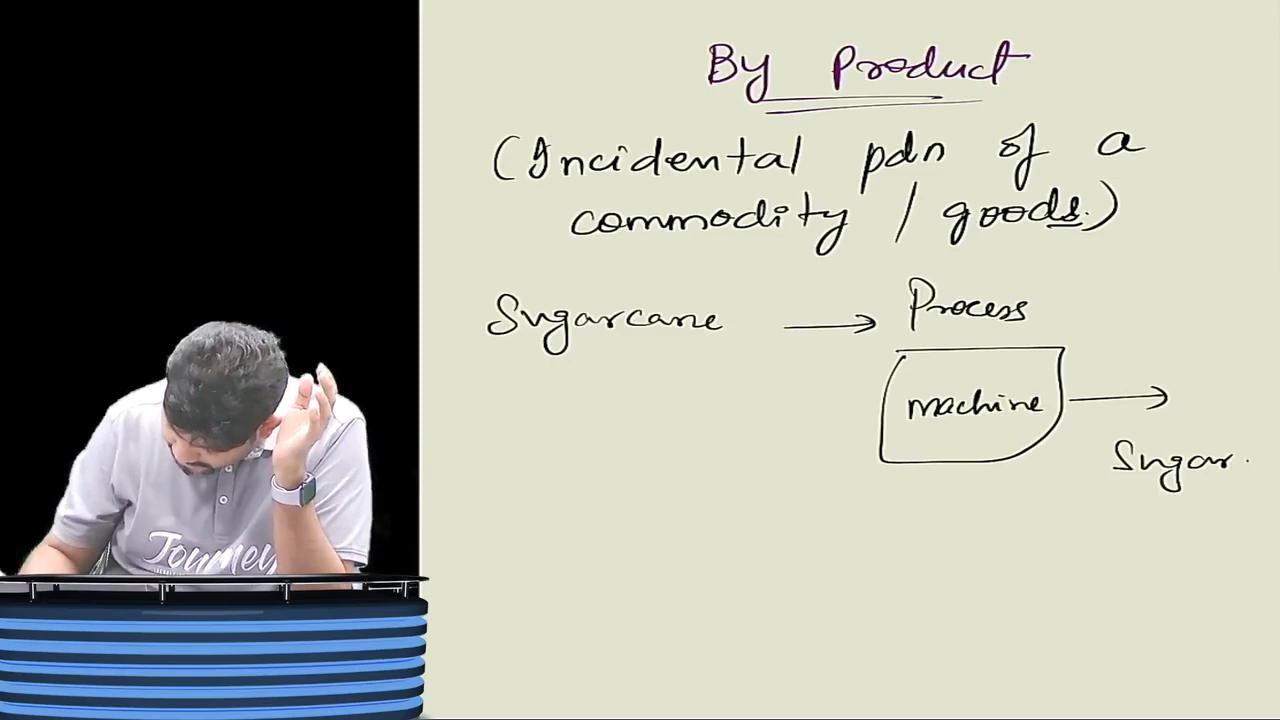 By Product
(Incidental pdn of a
commodity / goods.)
Sugarcane → Process
machine →
Sugar.
Journey